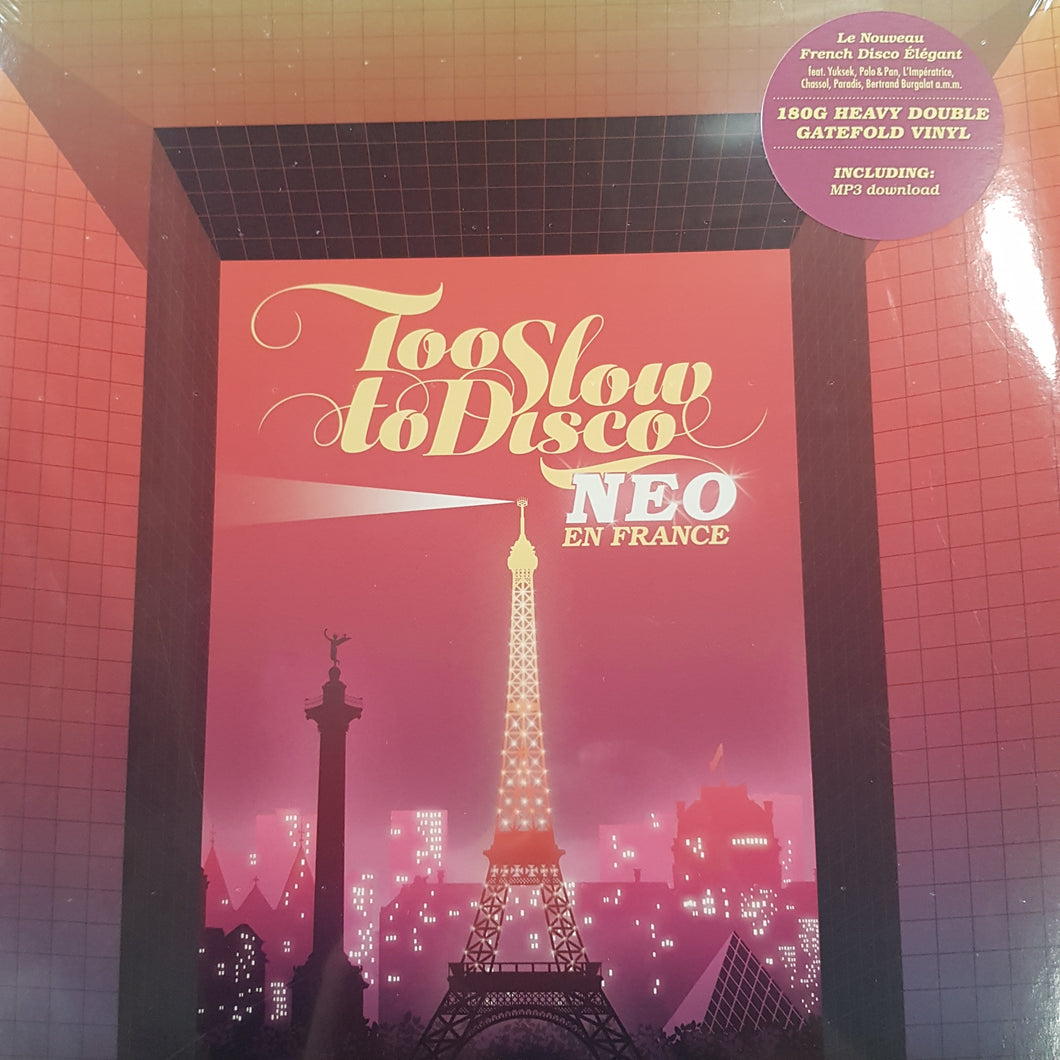 Le Nouveau
French Disco Élégant
feat. Yuksek, Polo & Pan, L'Impératrice,
Chassol, Paradis, Bertrand Burgalat a.m.m.
180G HEAVY DOUBLE
GATEFOLD VINYL
INCLUDING:
MP3 download
Too Slow
to Disco
NEO
EN FRANCE